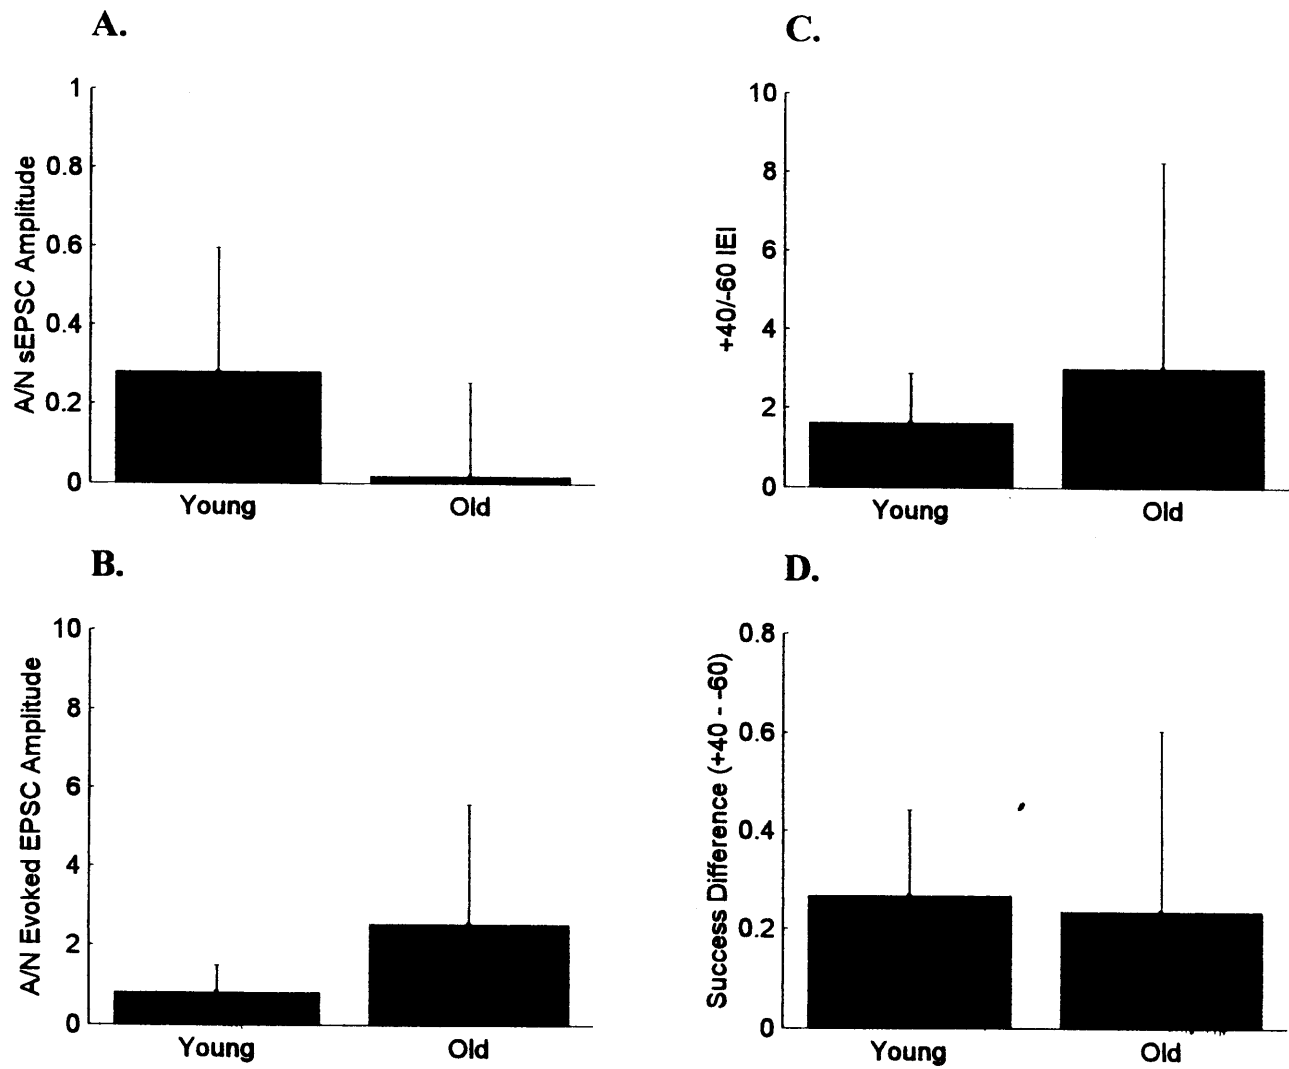 A.
A/N sEPSC Amplitude
1
0.8
0.6
0.4
0.2
0
Young
Old
B.
A/N Evoked EPSC Amplitude
10
8
6
4
2
0
Young
Old
C.
+40/-60 IEI
10
8
6
4
2
0
Young
Old
D.
Success Difference (+40 - -60)
0.8
0.6
0.4
0.2
0
Young
Old